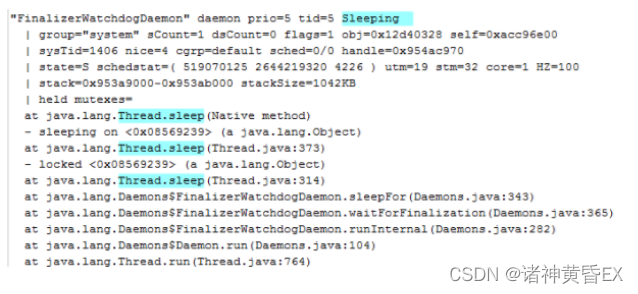 "FinalizerWatchdogDaemon" daemon prio=5 tid=5 Sleeping
| group="system" sCount=1 dsCount=0 flags=1 obj=0x12d40328 self=0xacc96e00
| sysTid=1406 nice=4 cgrp=default sched=0/0 handle=0x954ac970
| state=S schedstat=( 519070125 2644219320 4226 ) utm=19 stm=32 core=1 HZ=100
| stack=0x953a9000-0x953ab000 stackSize=1042KB
| held mutexes=
at java.lang.Thread.sleep(Native method)
- sleeping on <0x08569239> (a java.lang.Object)
at java.lang.Thread.sleep(Thread.java:373)
- locked <0x08569239> (a java.lang.Object)
at java.lang.Thread.sleep(Thread.java:314)
at java.lang.Daemons$FinalizerWatchdogDaemon.sleepFor(Daemons.java:343)
at java.lang.Daemons$FinalizerWatchdogDaemon.waitForFinalization(Daemons.java:365)
at java.lang.Daemons$FinalizerWatchdogDaemon.runInternal(Daemons.java:282)
at java.lang.Daemons$Daemon.run(Daemons.java:104)
at java.lang.Thread.run(Thread.java:764)
CSDN @诸神黄昏EX